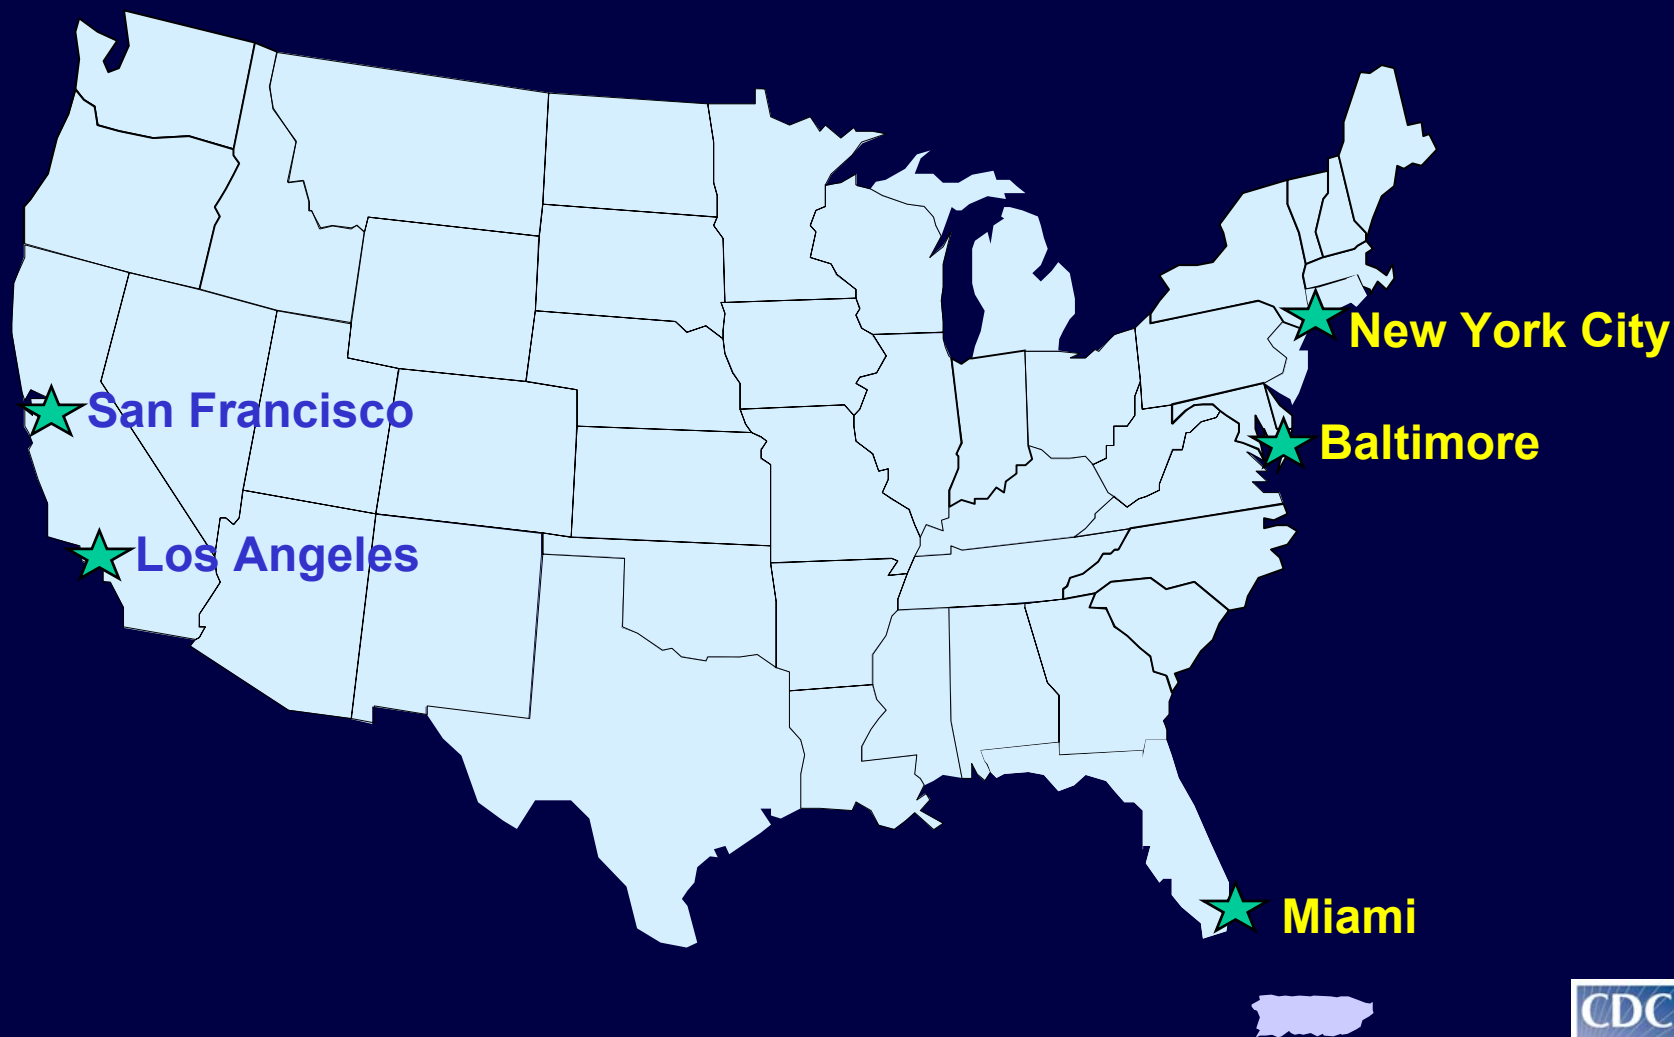 New York City
San Francisco
Baltimore
Los Angeles
Miami
CDC